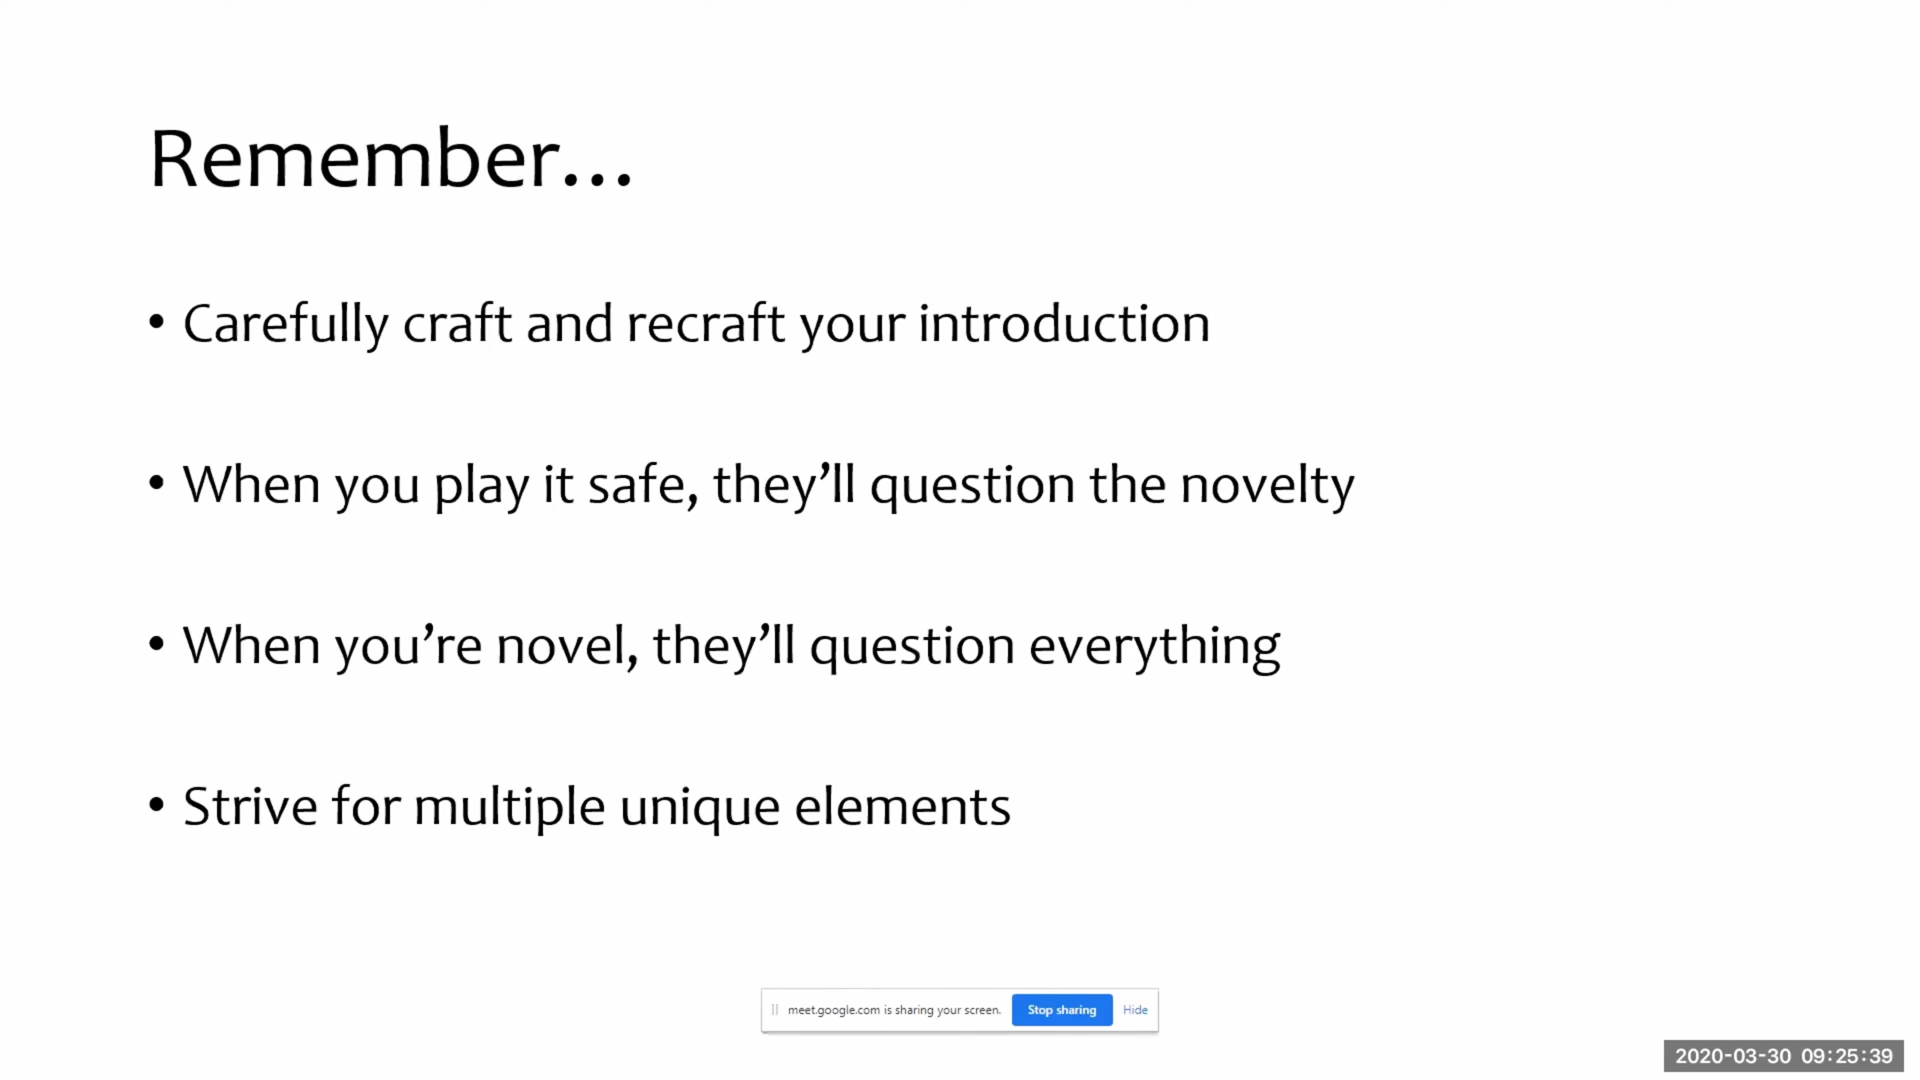 Remember...
• Carefully craft and recraft your introduction
• When you play it safe, they’ll question the novelty
• When you’re novel, they’ll question everything
• Strive for multiple unique elements
meet.google.com is sharing your screen. Stop sharing Hide
2020-03-30 09:25:39